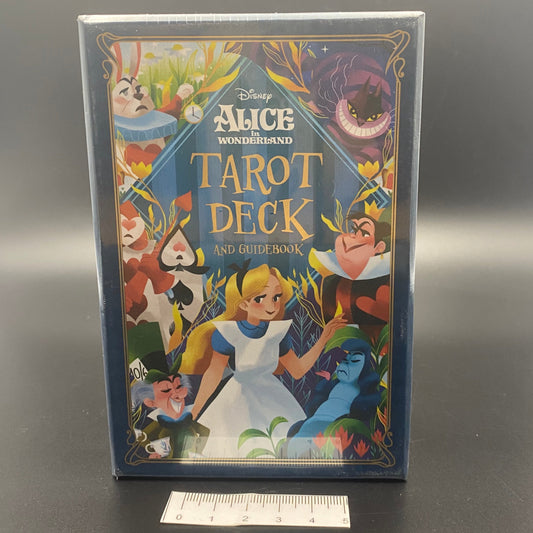 Disney
ALICE
in
WONDERLAND
TAROT
DECK
AND GUIDEBOOK
10/6
0 1 2 3 4 5